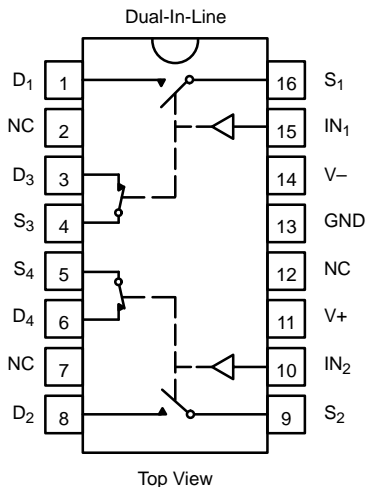 Dual-In-Line
D1 1 16 S1
NC 2 15 IN1
D3 3 14 V–
S3 4 13 GND
S4 5 12 NC
D4 6 11 V+
NC 7 10 IN2
D2 8 9 S2
Top View